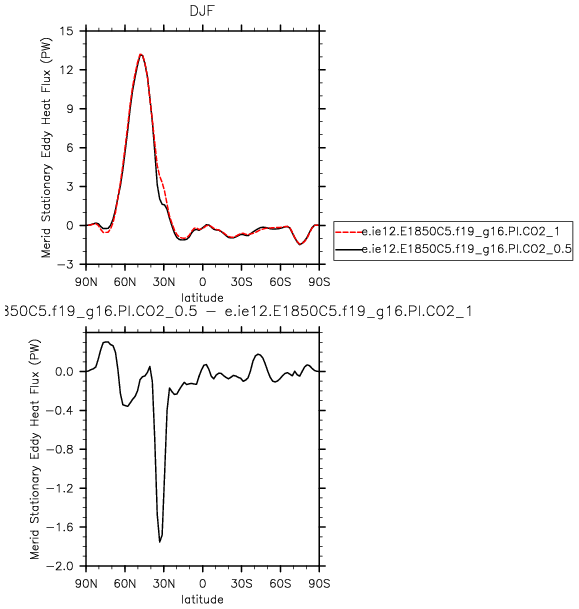 DJF
Merid Stationary Eddy Heat Flux (PW)
15
12
9
6
3
0
−3
90N 60N 30N 0 30S 60S 90S
latitude
e.ie12.E1850C5.f19_g16.PI.CO2_1
e.ie12.E1850C5.f19_g16.PI.CO2_0.5
350C5.f19_g16.PI.CO2_0.5 − e.ie12.E1850C5.f19_g16.PI.CO2_1
Merid Stationary Eddy Heat Flux (PW)
0.0
−0.4
−0.8
−1.2
−1.6
−2.0
90N 60N 30N 0 30S 60S 90S
latitude